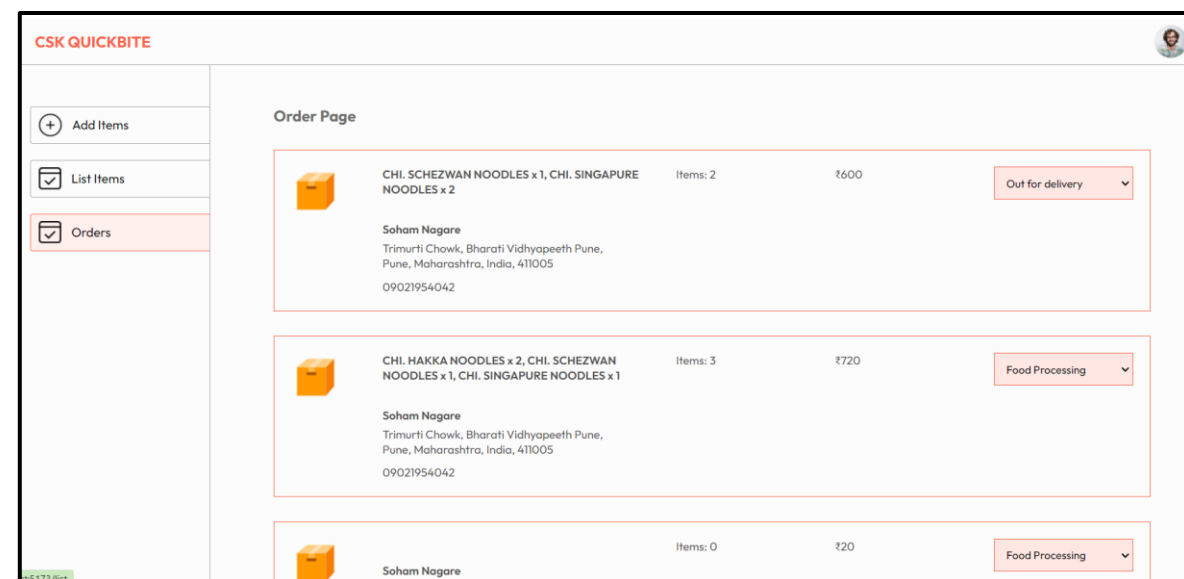 CSK QUICKBITE
Add Items
List Items
Orders
Order Page
CHI. SCHEZWAN NOODLES x 1, CHI. SINGAPURE
NOODLES x 2
Items: 2
₹600
Out for delivery
Soham Nagare
Trimurti Chowk, Bharati Vidhyapeeth Pune,
Pune, Maharashtra, India, 411005
09021954042
CHI. HAKKA NOODLES x 2, CHI. SCHEZWAN
NOODLES x 1, CHI. SINGAPURE NOODLES x 1
Items: 3
₹720
Food Processing
Soham Nagare
Trimurti Chowk, Bharati Vidhyapeeth Pune,
Pune, Maharashtra, India, 411005
09021954042
Items: 0
₹20
Food Processing
Soham Nagare